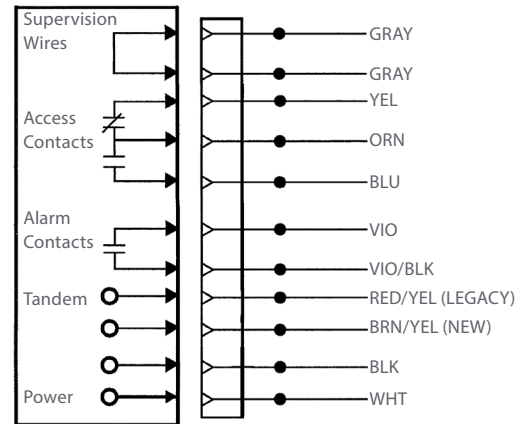 Supervision
Wires
GRAY
GRAY
YEL
Access
Contacts
ORN
BLU
Alarm
Contacts
VIO
VIO/BLK
Tandem
RED/YEL (LEGACY)
BRN/YEL (NEW)
BLK
Power
WHT